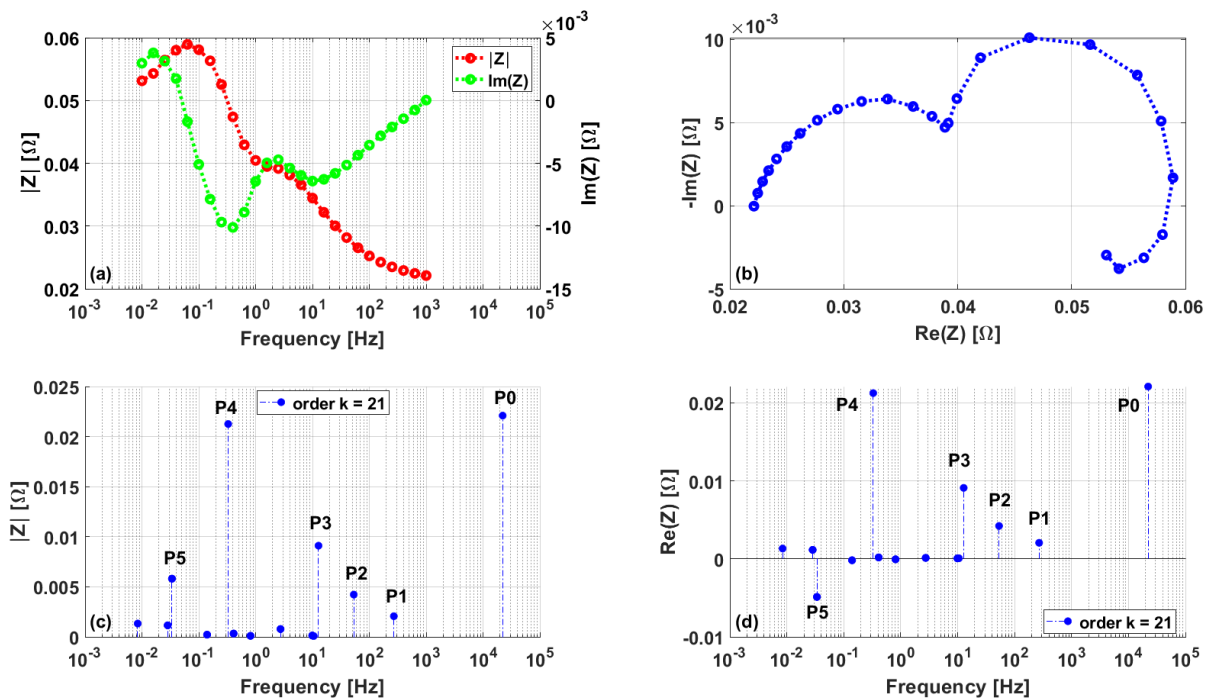 ×10⁻³
0.06
0.05
0.04
0.03
0.02
5
0
-5
-10
-15
|Z| [Ω]
Im(Z) [Ω]
|Z|
Im(Z)
(a)
10⁻³ 10⁻² 10⁻¹ 10⁰ 10¹ 10² 10³ 10⁴ 10⁵
Frequency [Hz]
×10⁻³
10
5
0
-5
-Im(Z) [Ω]
(b)
0.02 0.03 0.04 0.05 0.06
Re(Z) [Ω]
0.025
0.02
0.015
0.01
0.005
0
|Z| [Ω]
order k = 21
P0
P4
P3
P5
P2
P1
(c)
10⁻³ 10⁻² 10⁻¹ 10⁰ 10¹ 10² 10³ 10⁴ 10⁵
Frequency [Hz]
0.02
0.01
0
-0.01
Re(Z) [Ω]
P4
P0
P3
P2
P1
P5
order k = 21
(d)
10⁻³ 10⁻² 10⁻¹ 10⁰ 10¹ 10² 10³ 10⁴ 10⁵
Frequency [Hz]